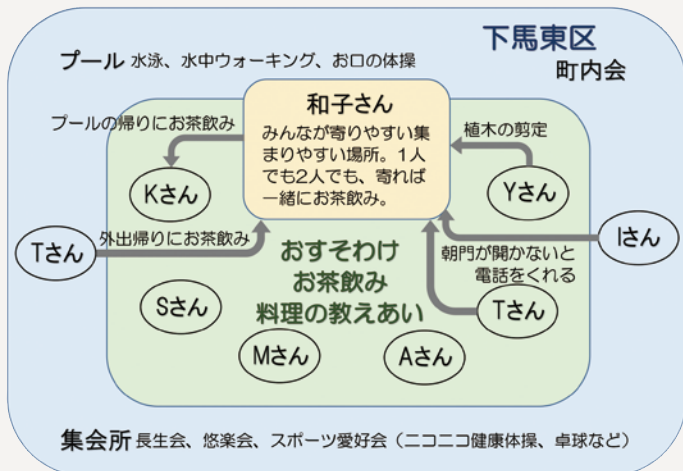 下馬東区
町内会
プール 水泳、水中ウォーキング、お口の体操
和子さん
みんなが寄りやすい集
まりやすい場所。1人
でも2人でも、寄れば
一緒にお茶飲み。
プールの帰りにお茶飲み
植木の剪定
Kさん
Yさん
Tさん
外出帰りにお茶飲み
Iさん
朝門が開かないと
電話をくれる
おすそわけ
お茶飲み
料理の教えあい
Sさん
Tさん
Mさん
Aさん
集会所 長生会、悠楽会、スポーツ愛好会（ニコニコ健康体操、卓球など）